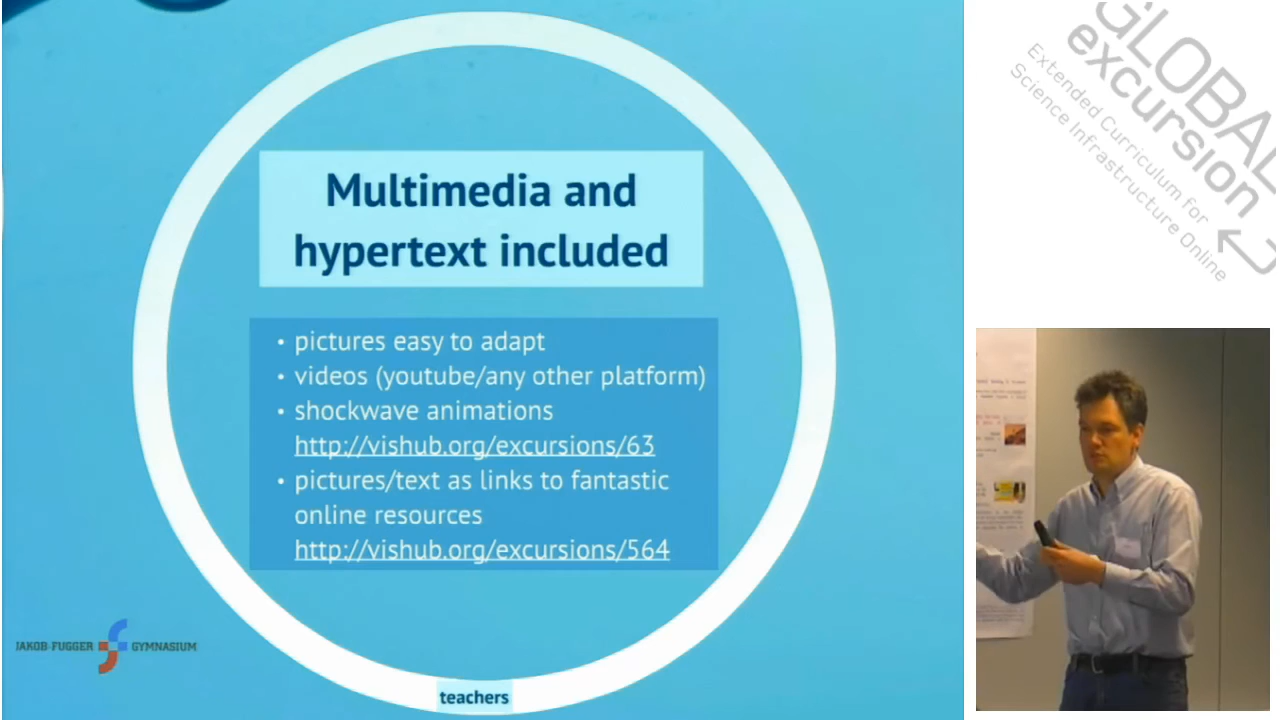 Multimedia and
hypertext included
• pictures easy to adapt
• videos (youtube/any other platform)
• shockwave animations
http://vishub.org/excursions/63
• pictures/text as links to fantastic
online resources
http://vishub.org/excursions/564
JAKOB FUGGER GYMNASIUM
teachers
GLOBAL
excursion
Extended Curriculum for
Science Infrastructure Online